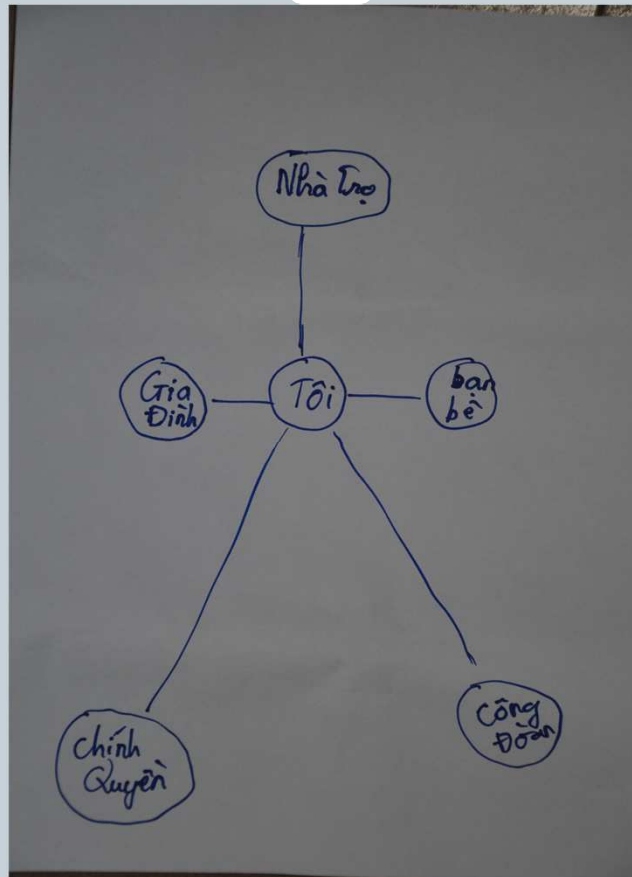 Nhà Trọ
Gia
Đình
Tôi
bạn
bè
Chính
Quyền
Công
Đoàn